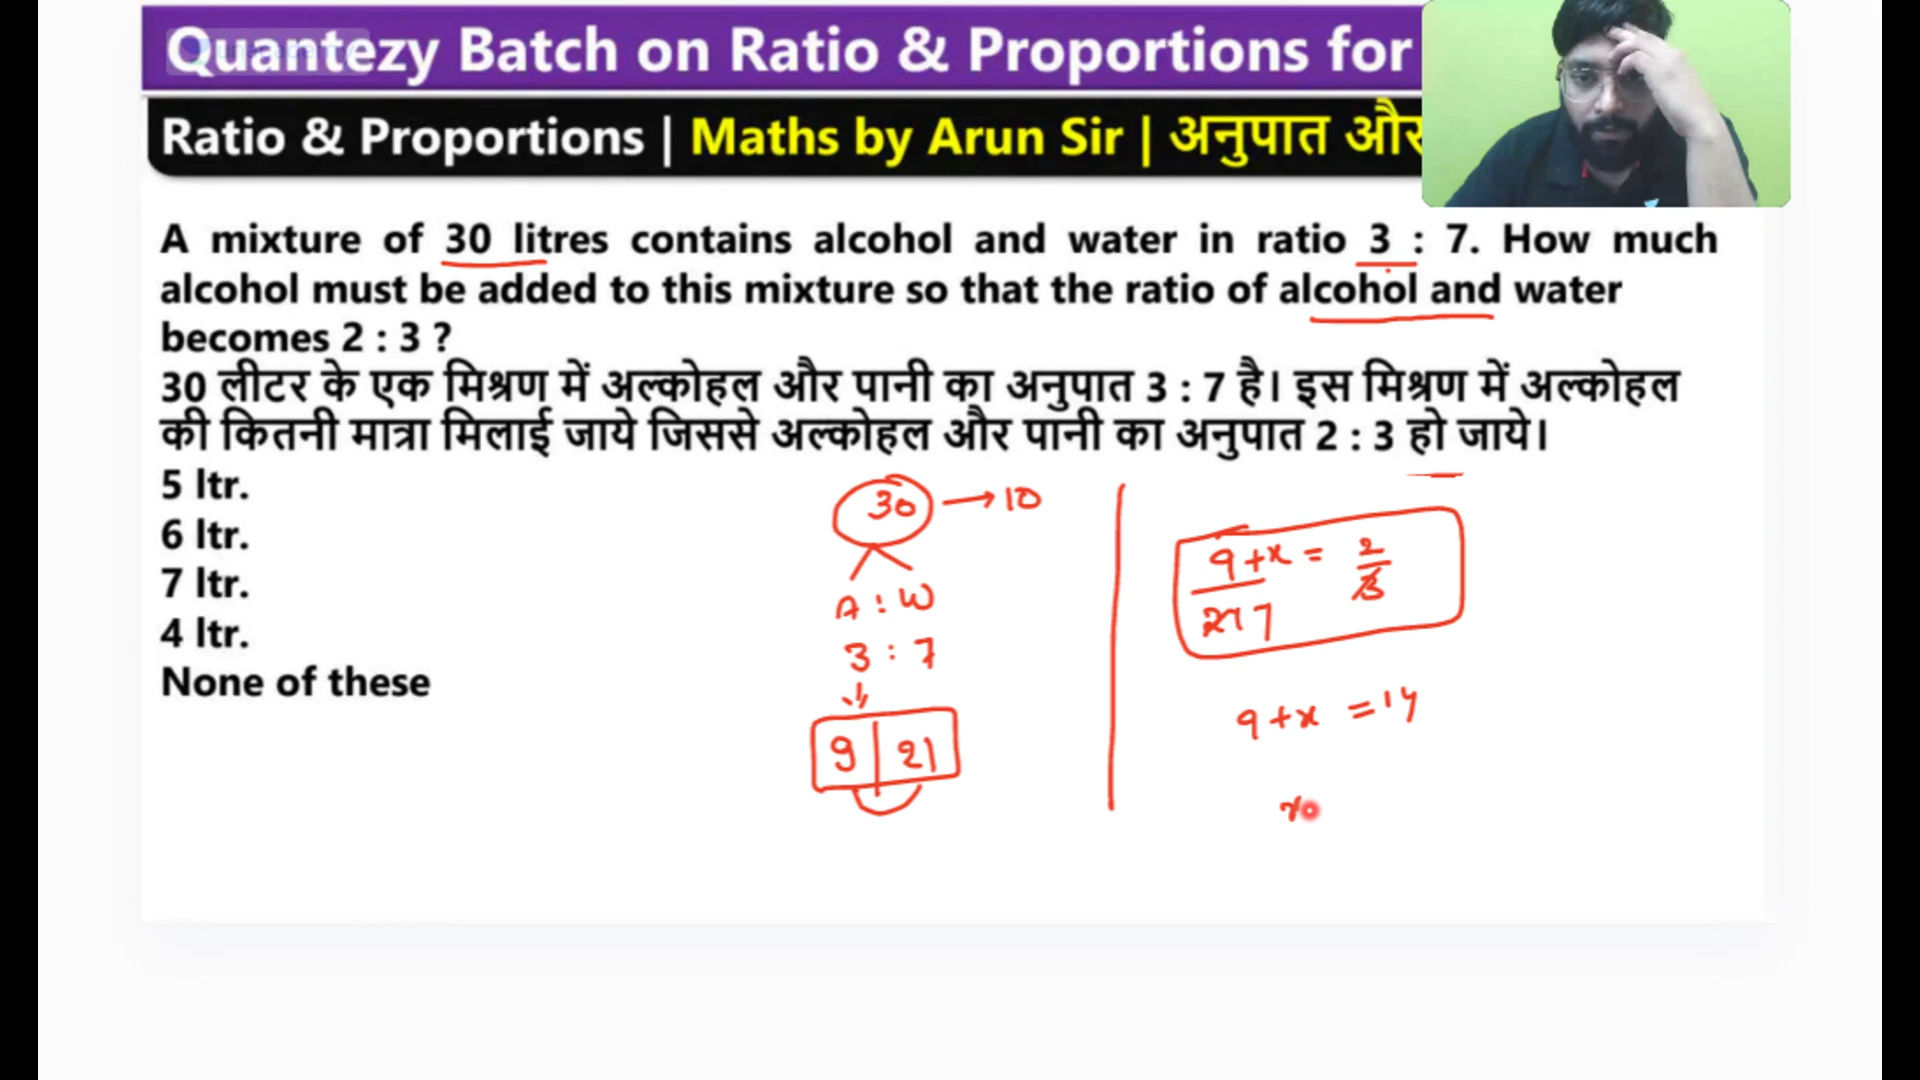 Quantezy Batch on Ratio & Proportions for
Ratio & Proportions | Maths by Arun Sir | अनुपात और
A mixture of 30 litres contains alcohol and water in ratio 3 : 7. How much
alcohol must be added to this mixture so that the ratio of alcohol and water
becomes 2 : 3 ?
30 लीटर के एक मिश्रण में अल्कोहल और पानी का अनुपात 3 : 7 है। इस मिश्रण में अल्कोहल
की कितनी मात्रा मिलाई जाये जिससे अल्कोहल और पानी का अनुपात 2 : 3 हो जाये।
5 ltr.
6 ltr.
7 ltr.
4 ltr.
None of these
30 → 10
A : W
3 : 7
9 | 21
9+x = 2
21 7 3
9+x = 14
x